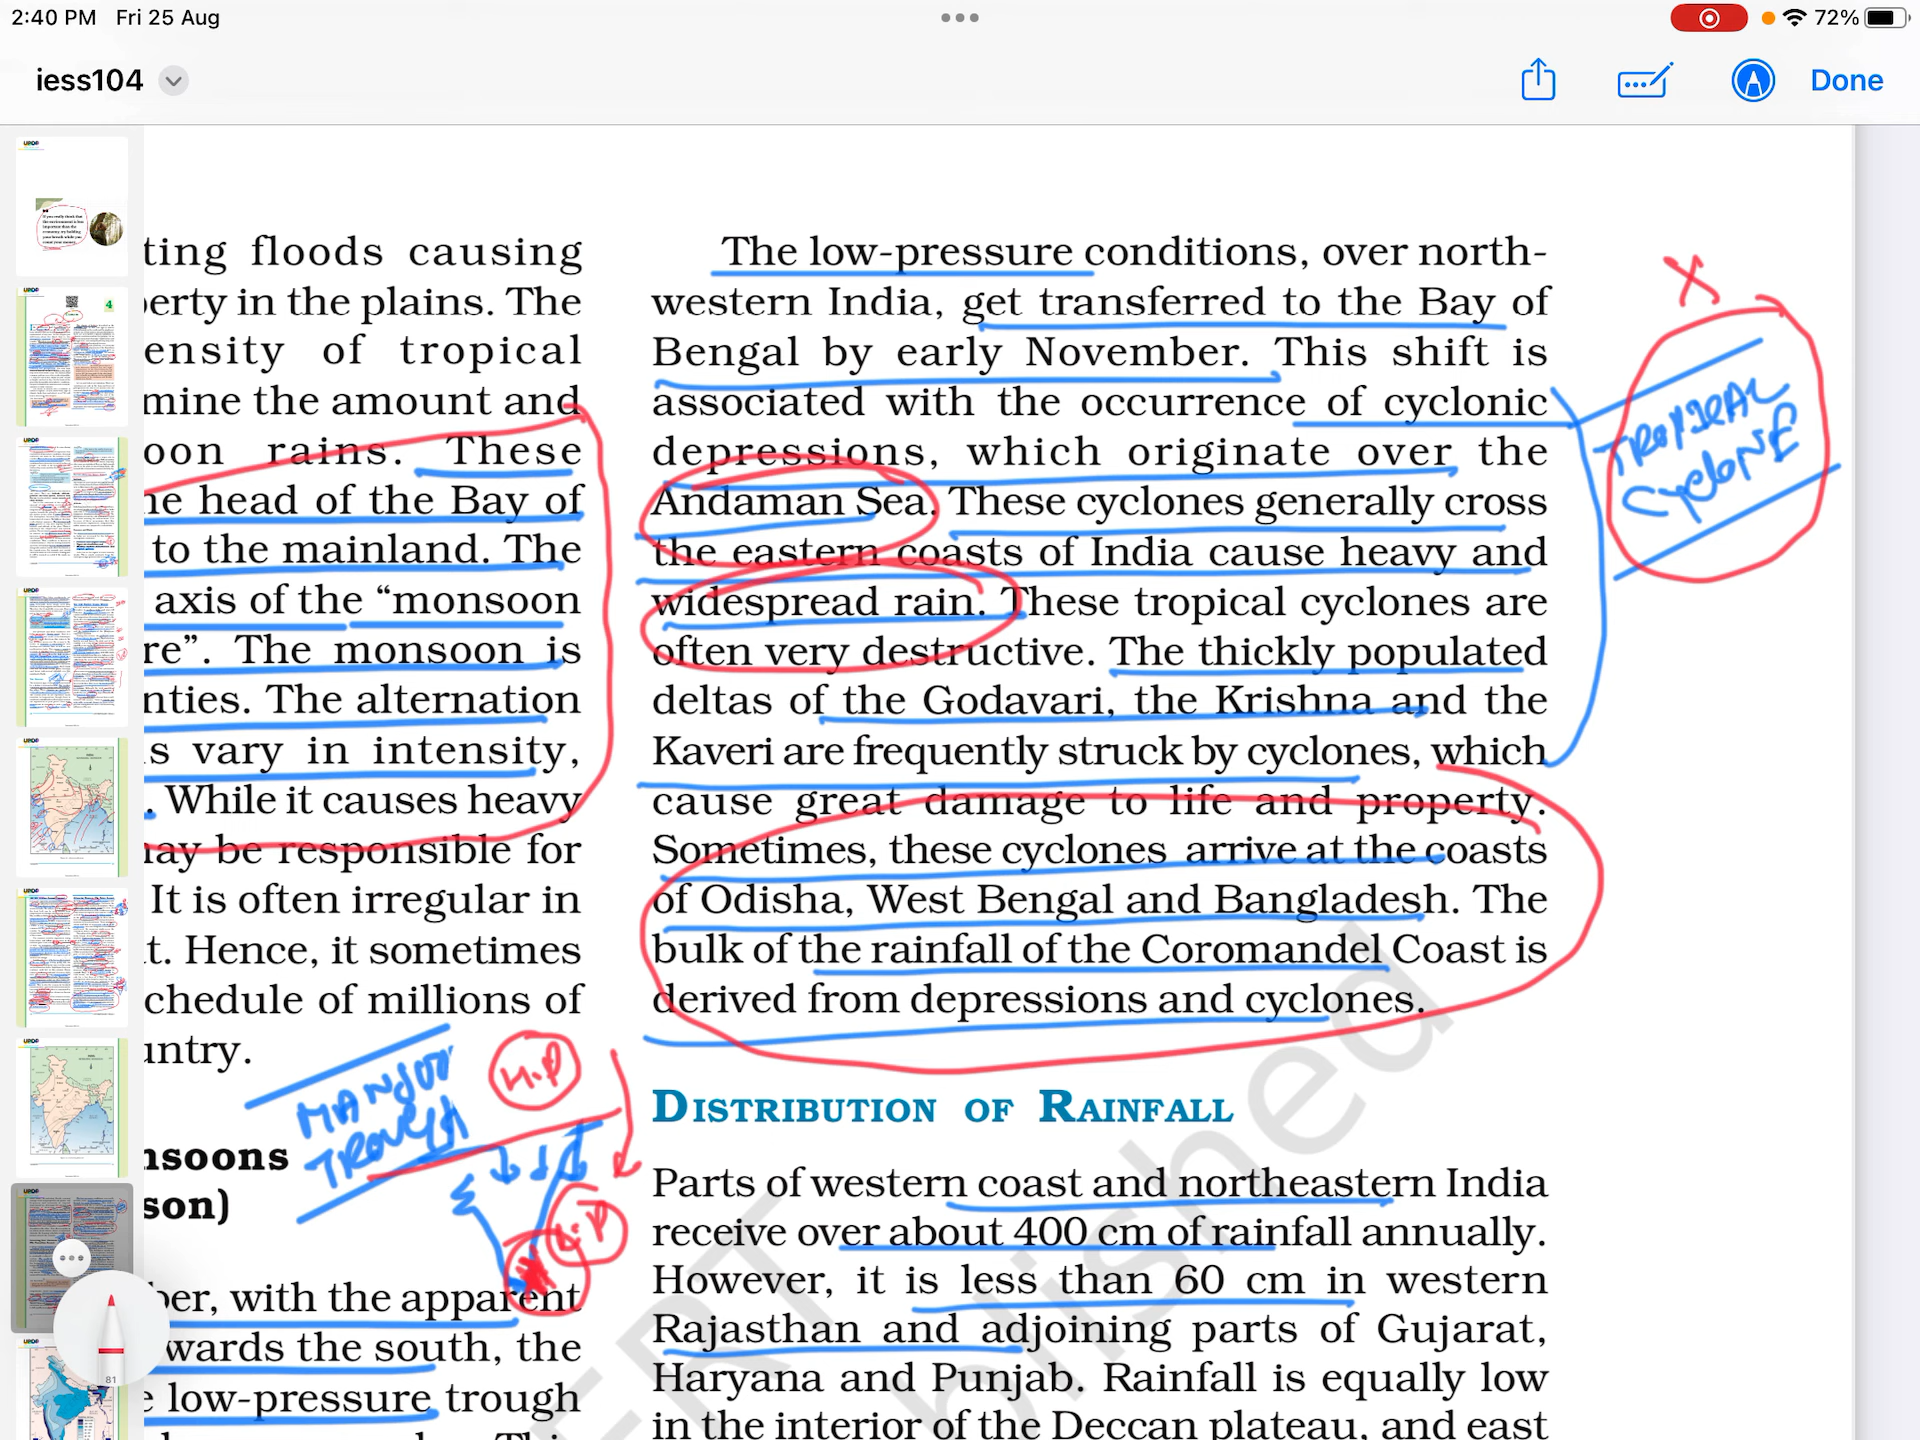 2:40 PM Fri 25 Aug
72%
iess104
Done
ting floods causing
perty in the plains. The
ensity of tropical
mine the amount and
oon rains. These
he head of the Bay of
to the mainland. The
axis of the “monsoon
re”. The monsoon is
nties. The alternation
s vary in intensity,
. While it causes heavy
may be responsible for
It is often irregular in
t. Hence, it sometimes
chedule of millions of
untry.
MANSOON
TROUGH
H.P
L.P
nsoons
son)
ber, with the apparent
wards the south, the
e low-pressure trough
The low-pressure conditions, over north-
western India, get transferred to the Bay of
Bengal by early November. This shift is
associated with the occurrence of cyclonic
depressions, which originate over the
Andaman Sea. These cyclones generally cross
the eastern coasts of India cause heavy and
widespread rain. These tropical cyclones are
often very destructive. The thickly populated
deltas of the Godavari, the Krishna and the
Kaveri are frequently struck by cyclones, which
cause great damage to life and property.
Sometimes, these cyclones arrive at the coasts
of Odisha, West Bengal and Bangladesh. The
bulk of the rainfall of the Coromandel Coast is
derived from depressions and cyclones.
DISTRIBUTION OF RAINFALL
Parts of western coast and northeastern India
receive over about 400 cm of rainfall annually.
However, it is less than 60 cm in western
Rajasthan and adjoining parts of Gujarat,
Haryana and Punjab. Rainfall is equally low
in the interior of the Deccan plateau, and east
X
TROPICAL
CYCLONE
81
4